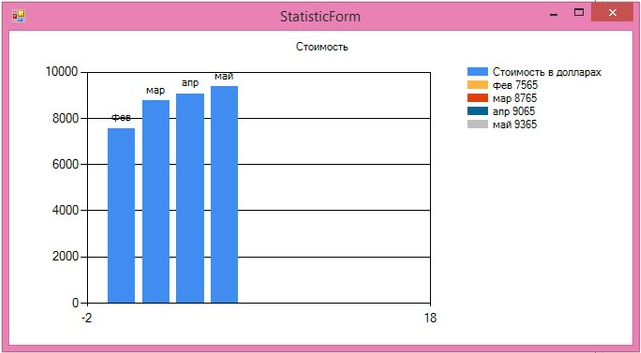 StatisticForm
Стоимость
10000
8000
6000
4000
2000
0
-2
18
фев
мар
апр
май
Стоимость в долларах
фев 7565
мар 8765
апр 9065
май 9365